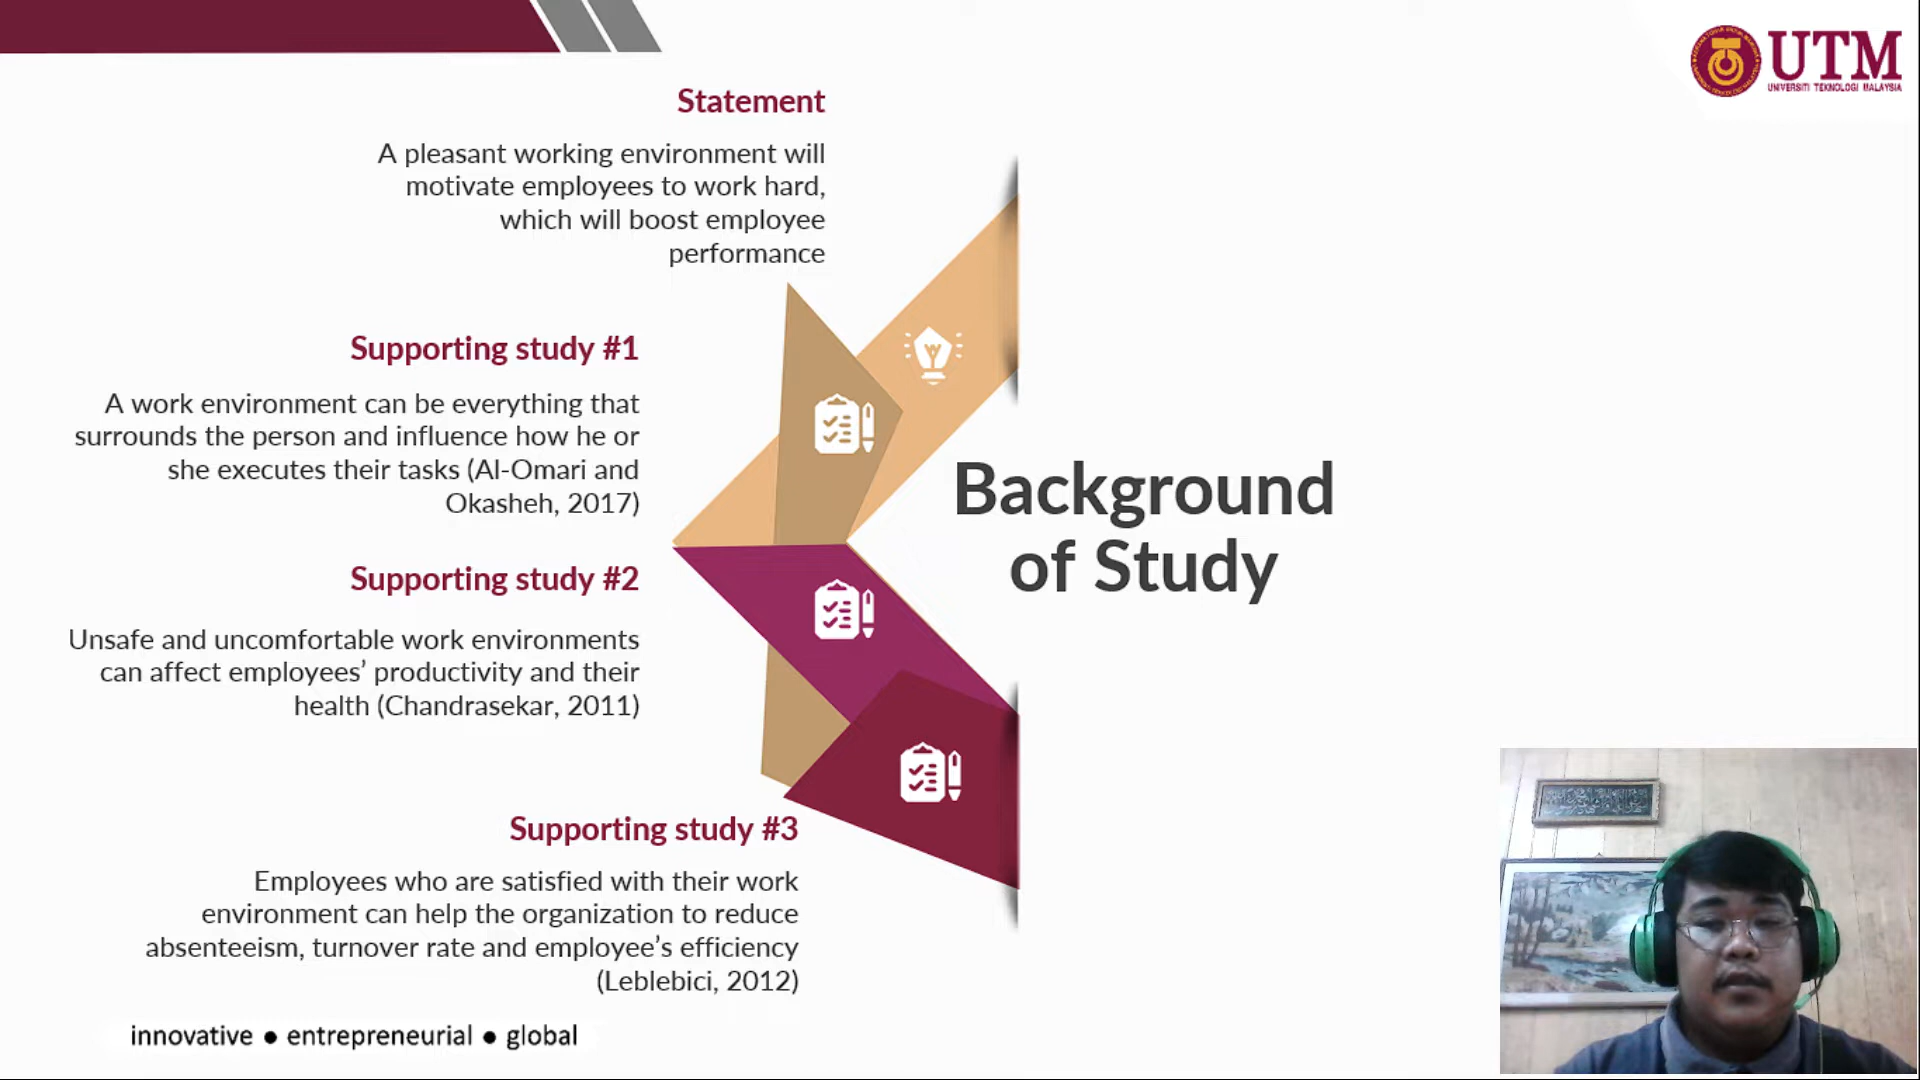 UTM
UNIVERSITI TEKNOLOGI MALAYSIA
Statement
A pleasant working environment will
motivate employees to work hard,
which will boost employee
performance
Supporting study #1
A work environment can be everything that
surrounds the person and influence how he or
she executes their tasks (Al-Omari and
Okasheh, 2017)
Background
of Study
Supporting study #2
Unsafe and uncomfortable work environments
can affect employees’ productivity and their
health (Chandrasekar, 2011)
Supporting study #3
Employees who are satisfied with their work
environment can help the organization to reduce
absenteeism, turnover rate and employee’s efficiency
(Leblebici, 2012)
innovative ● entrepreneurial ● global